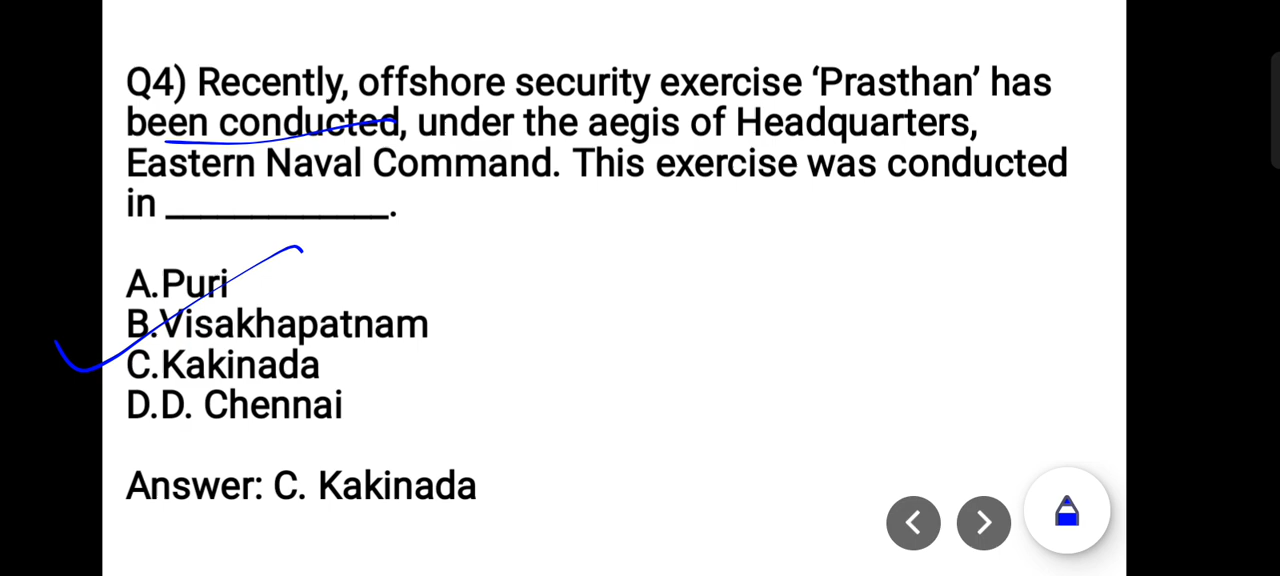 Q4) Recently, offshore security exercise ‘Prasthan’ has
been conducted, under the aegis of Headquarters,
Eastern Naval Command. This exercise was conducted
in ____________.
A.Puri
B.Visakhapatnam
C.Kakinada
D.D. Chennai
Answer: C. Kakinada